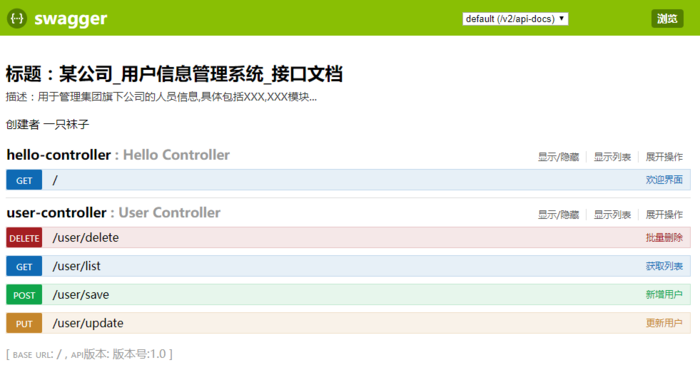 {···} swagger default (/v2/api-docs) ▼ 浏览
标题：某公司_用户信息管理系统_接口文档
描述：用于管理集团旗下公司的人员信息,具体包括XXX,XXX模块...
创建者 一只袜子
hello-controller : Hello Controller 显示/隐藏 显示列表 展开操作
GET / 欢迎界面
user-controller : User Controller 显示/隐藏 显示列表 展开操作
DELETE /user/delete 批量删除
GET /user/list 获取列表
POST /user/save 新增用户
PUT /user/update 更新用户
[ BASE URL: / , API版本: 版本号:1.0 ]